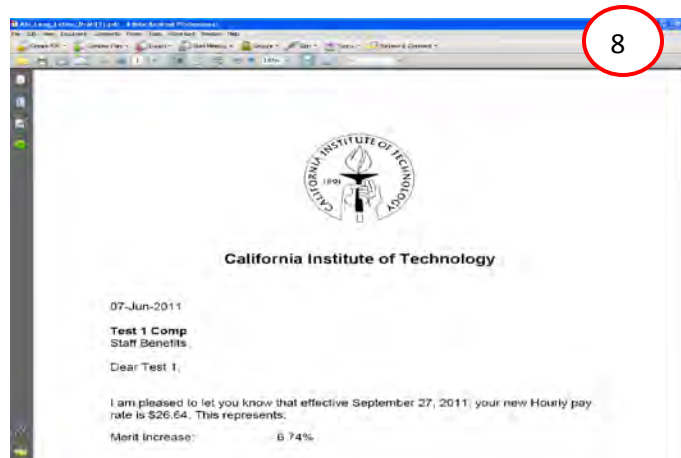 8
CALIFORNIA INSTITUTE OF TECHNOLOGY
1891
California Institute of Technology
07-Jun-2011
Test 1 Comp
Staff Benefits
Dear Test 1,
I am pleased to let you know that effective September 27, 2011, your new Hourly pay
rate is $26.64. This represents:
Merit Increase: 6.74%